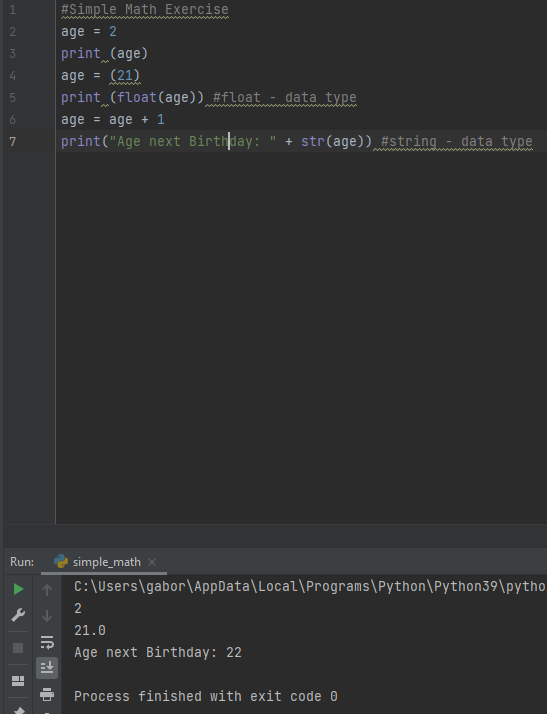 1 #Simple Math Exercise
2 age = 2
3 print (age)
4 age = (21)
5 print (float(age)) #float - data type
6 age = age + 1
7 print("Age next Birthday: " + str(age)) #string - data type
Run: simple_math
C:\Users\gabor\AppData\Local\Programs\Python\Python39\pytho
2
21.0
Age next Birthday: 22
Process finished with exit code 0